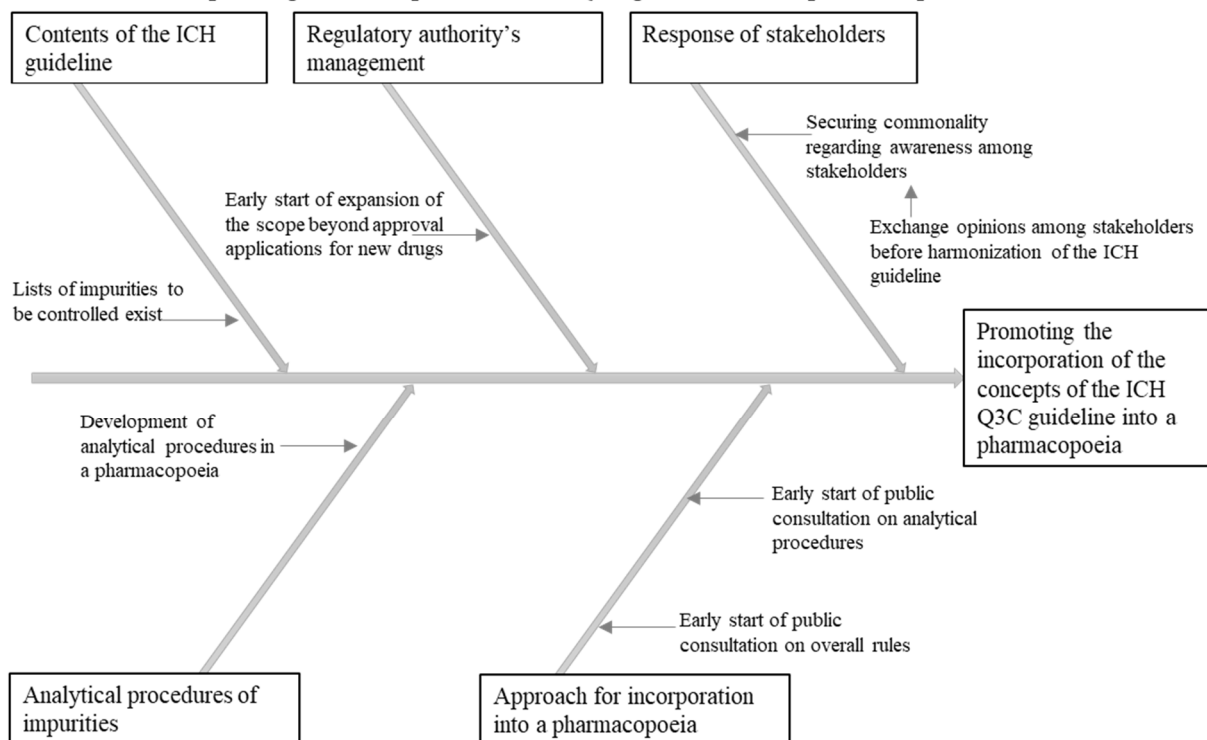 Contents of the ICH
guideline
Regulatory authority's
management
Response of stakeholders
Securing commonality
regarding awareness among
stakeholders
Early start of expansion of
the scope beyond approval
applications for new drugs
Exchange opinions among stakeholders
before harmonization of the ICH
guideline
Lists of impurities to
be controlled exist
Promoting the
incorporation of the
concepts of the ICH
Q3C guideline into a
pharmacopoeia
Development of
analytical procedures in
a pharmacopoeia
Early start of public
consultation on analytical
procedures
Early start of public
consultation on overall rules
Analytical procedures of
impurities
Approach for incorporation
into a pharmacopoeia